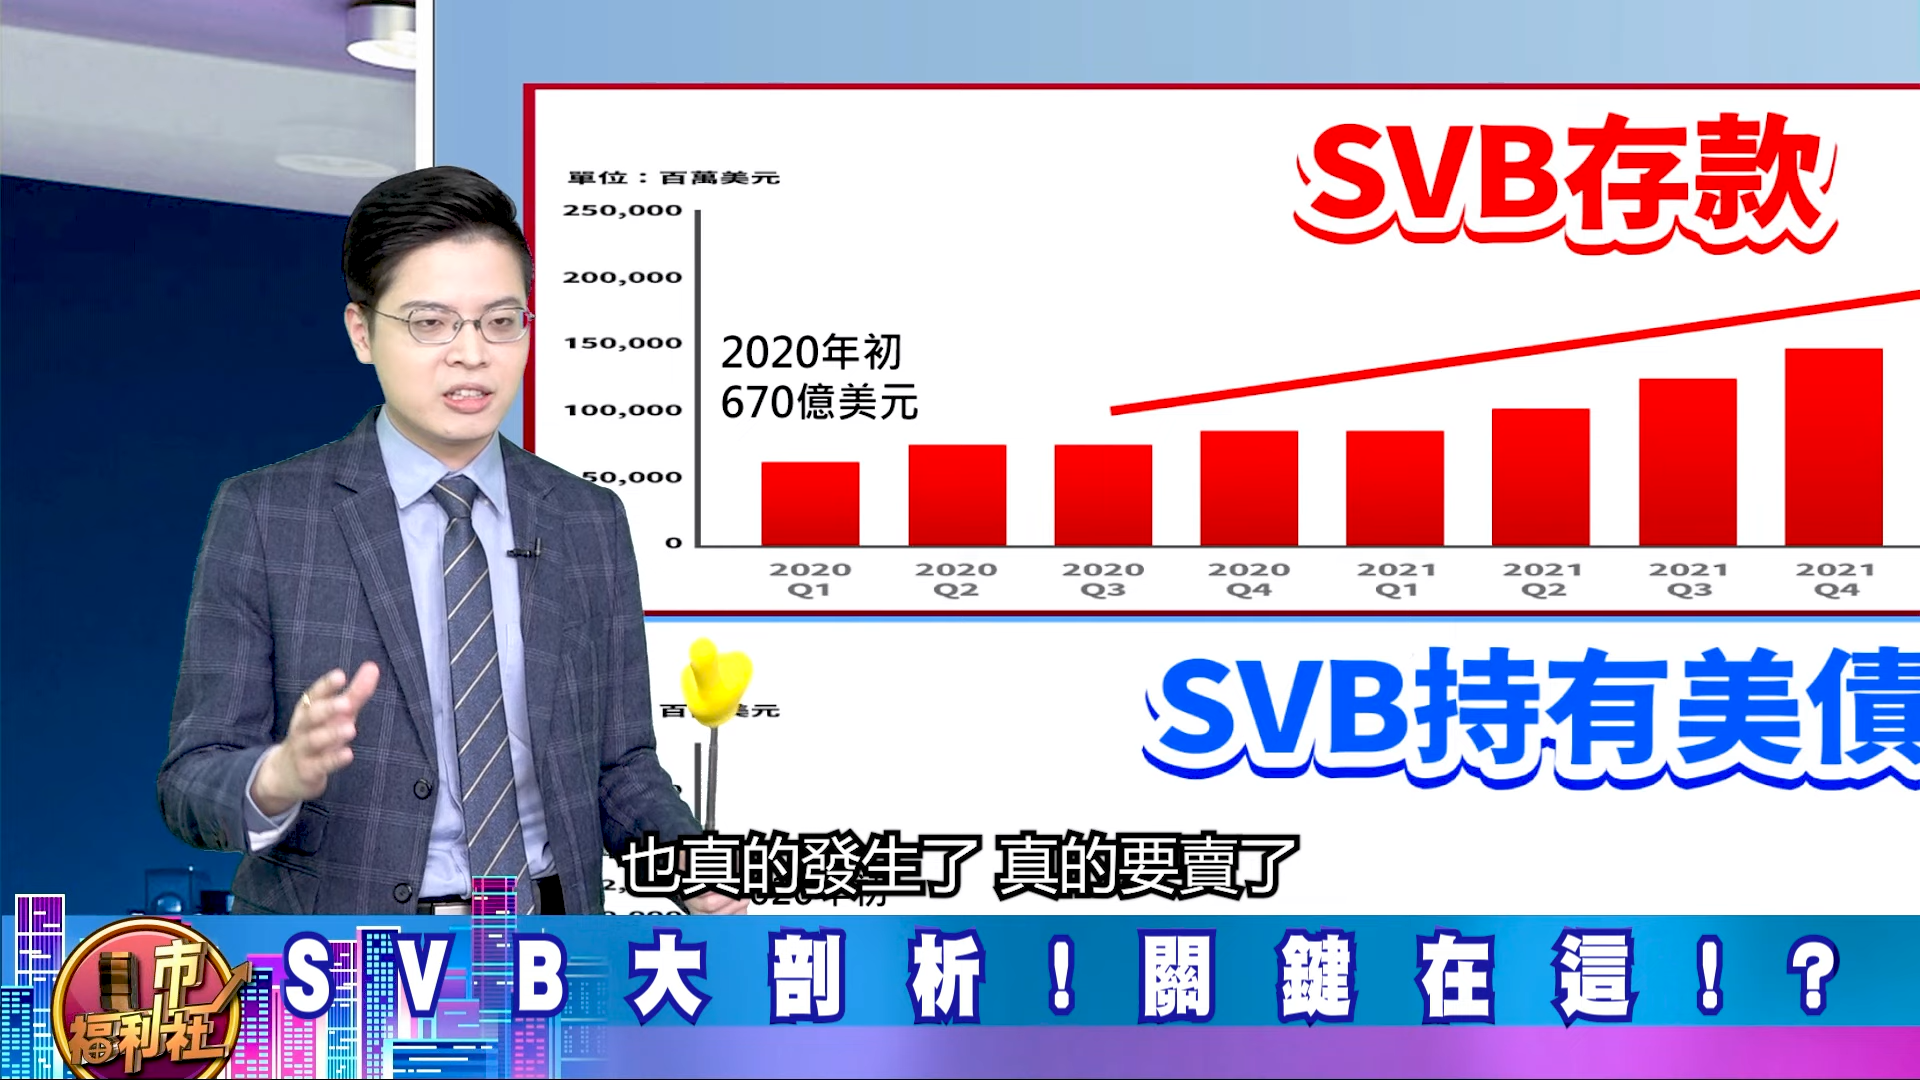 SVB存款
單位：百萬美元
250,000
200,000
150,000
100,000
50,000
0
2020年初
670億美元
2020 Q1
2020 Q2
2020 Q3
2020 Q4
2021 Q1
2021 Q2
2021 Q3
2021 Q4
SVB持有美債
也真的發生了 真的要賣了
SVB大剖析!關鍵在這!?
市
福利社